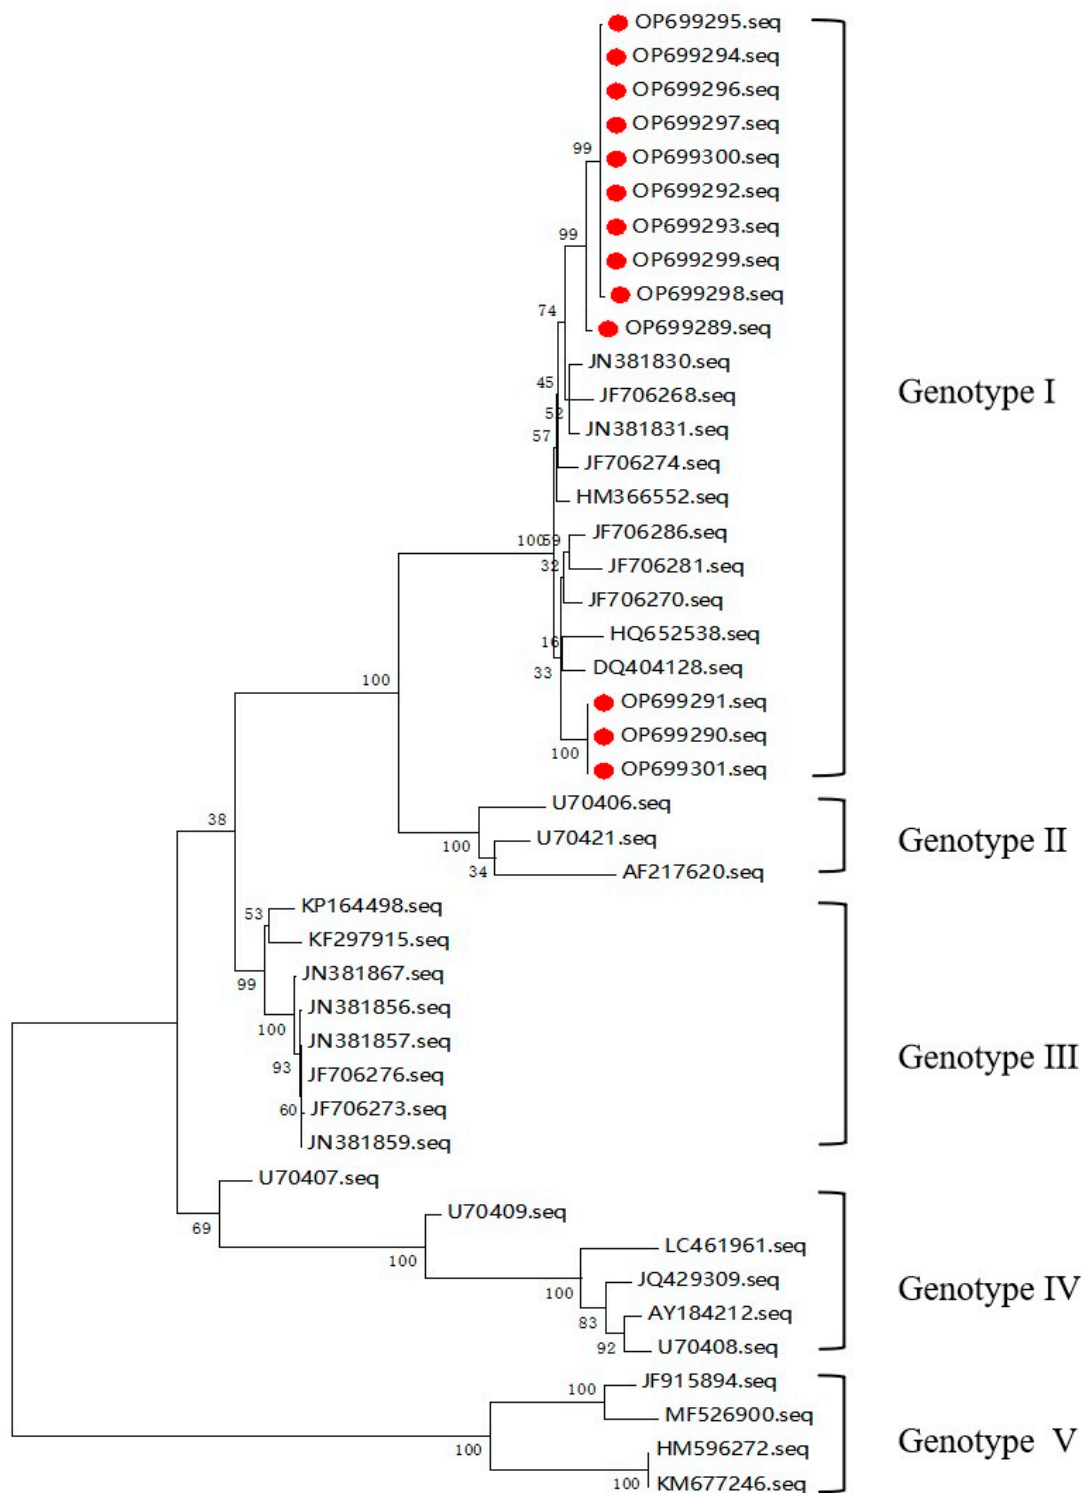 OP699295.seq
OP699294.seq
OP699296.seq
OP699297.seq
99 OP699300.seq
OP699292.seq
OP699293.seq
99 OP699299.seq
OP699298.seq
74
OP699289.seq
JN381830.seq
45 JF706268.seq Genotype I
52
JN381831.seq
57
JF706274.seq
HM366552.seq
JF706286.seq
100 59
32 JF706281.seq
JF706270.seq
HQ652538.seq
16
33 DQ404128.seq
100
OP699291.seq
OP699290.seq
100
OP699301.seq
U70406.seq
38
U70421.seq Genotype II
100
34 AF217620.seq
KP164498.seq
53
KF297915.seq
JN381867.seq
99
JN381856.seq
100
JN381857.seq Genotype III
93
JF706276.seq
60 JF706273.seq
JN381859.seq
U70407.seq
U70409.seq
69
LC461961.seq
100
JQ429309.seq Genotype IV
100
AY184212.seq
83
92 U70408.seq
JF915894.seq
100
MF526900.seq
Genotype V
100 HM596272.seq
100 KM677246.seq